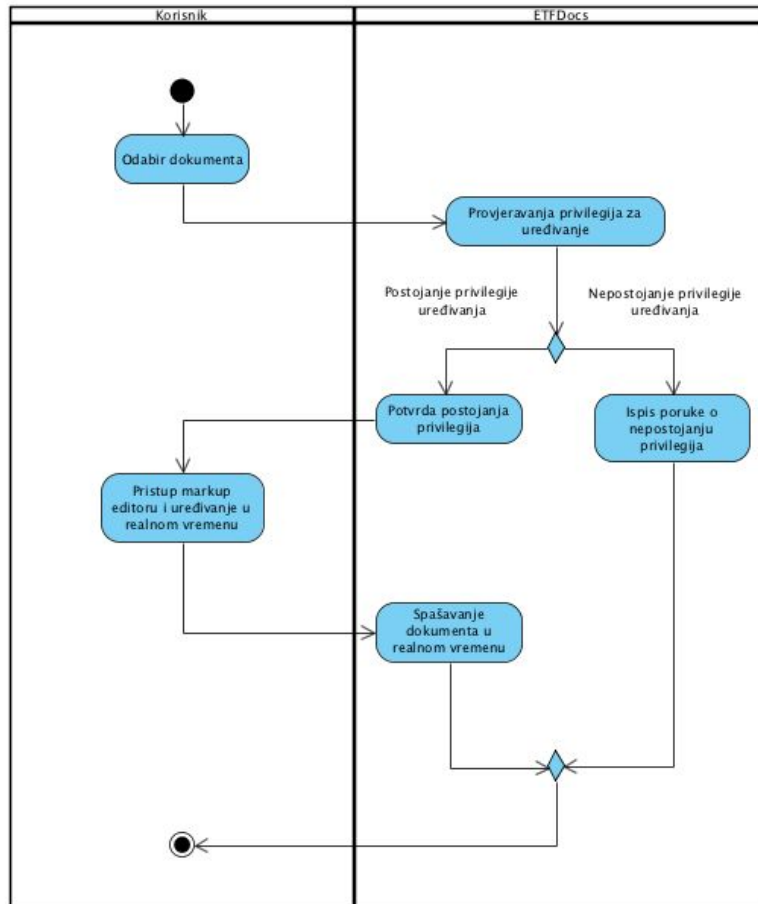 Korisnik
ETFDocs
Odabir dokumenta
Provjeravanja privilegija za
uređivanje
Postojanje privilegije
uređivanja
Nepostojanje privilegije
uređivanja
Potvrda postojanja
privilegija
Ispis poruke o
nepostojanju
privilegija
Pristup markup
editoru i uređivanje u
realnom vremenu
Spašavanje
dokumenta u
realnom vremenu